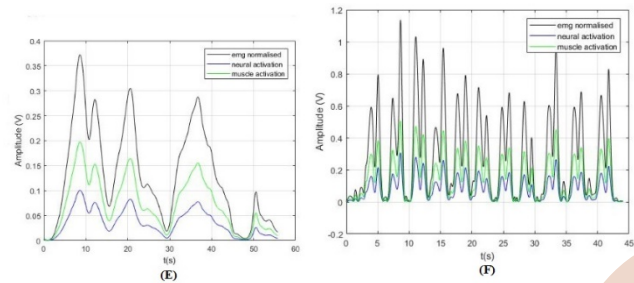 0.4
0.35
0.3
0.25
0.2
0.15
0.1
0.05
0
0 10 20 30 40 50 60
Amplitude (V)
t(s)
emg normalised
neural activation
muscle activation
(E)
1.2
1
0.8
0.6
0.4
0.2
0
-0.2
0 5 10 15 20 25 30 35 40 45
Amplitude (V)
t(s)
emg normalised
neural activation
muscle activation
(F)